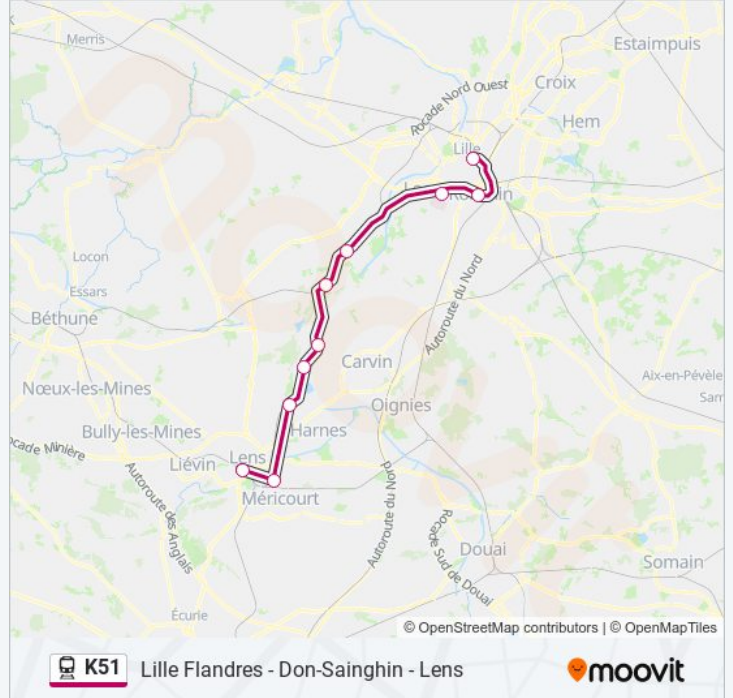 Merris
Estaimpuis
Croix
Rocade Nord Ouest
Hem
Lille
Locon
Essars
Béthune
Autoroute du Nord
Carvin
Aix-en-Pévèle
Nœux-les-Mines
Sam
Oignies
Bully-les-Mines
Harnes
ocade Minière
Lens
Liévin
Méricourt
Autoroute des Anglais
Autoroute du Nord
Rocade Sud de Douai
Douai
Somain
Écurie
© OpenStreetMap contributors | © OpenMapTiles
K51 Lille Flandres - Don-Sainghin - Lens moovit